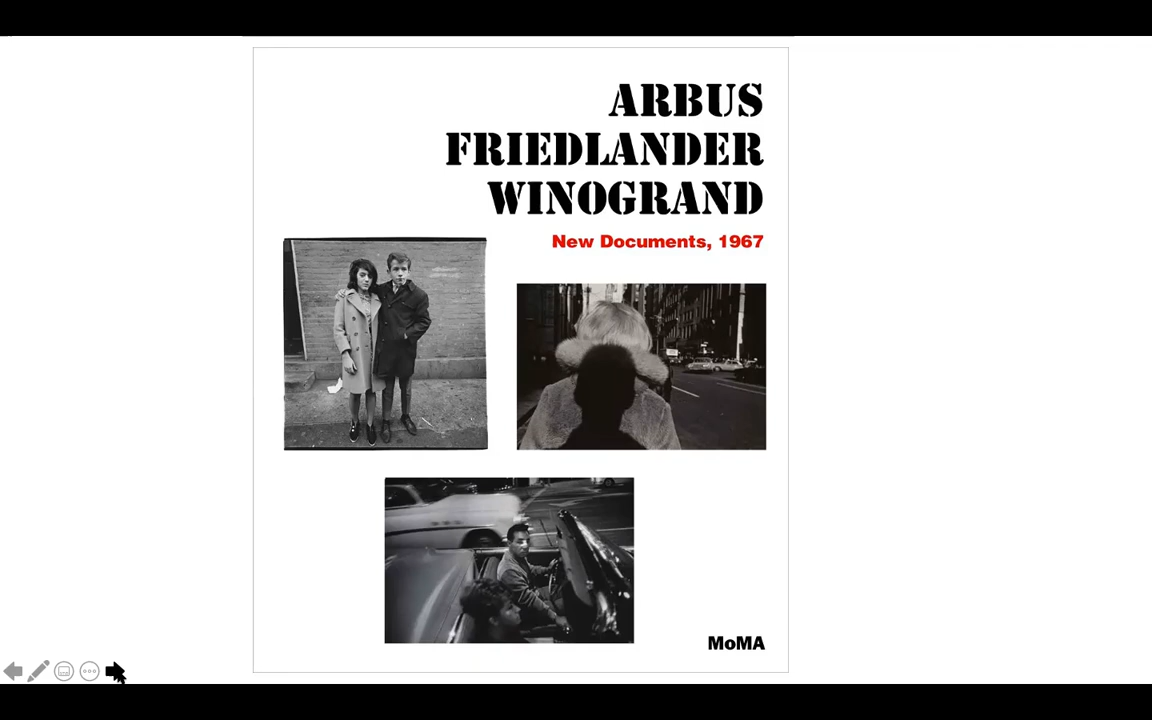 ARBUS
FRIEDLANDER
WINOGRAND
New Documents, 1967
MoMA